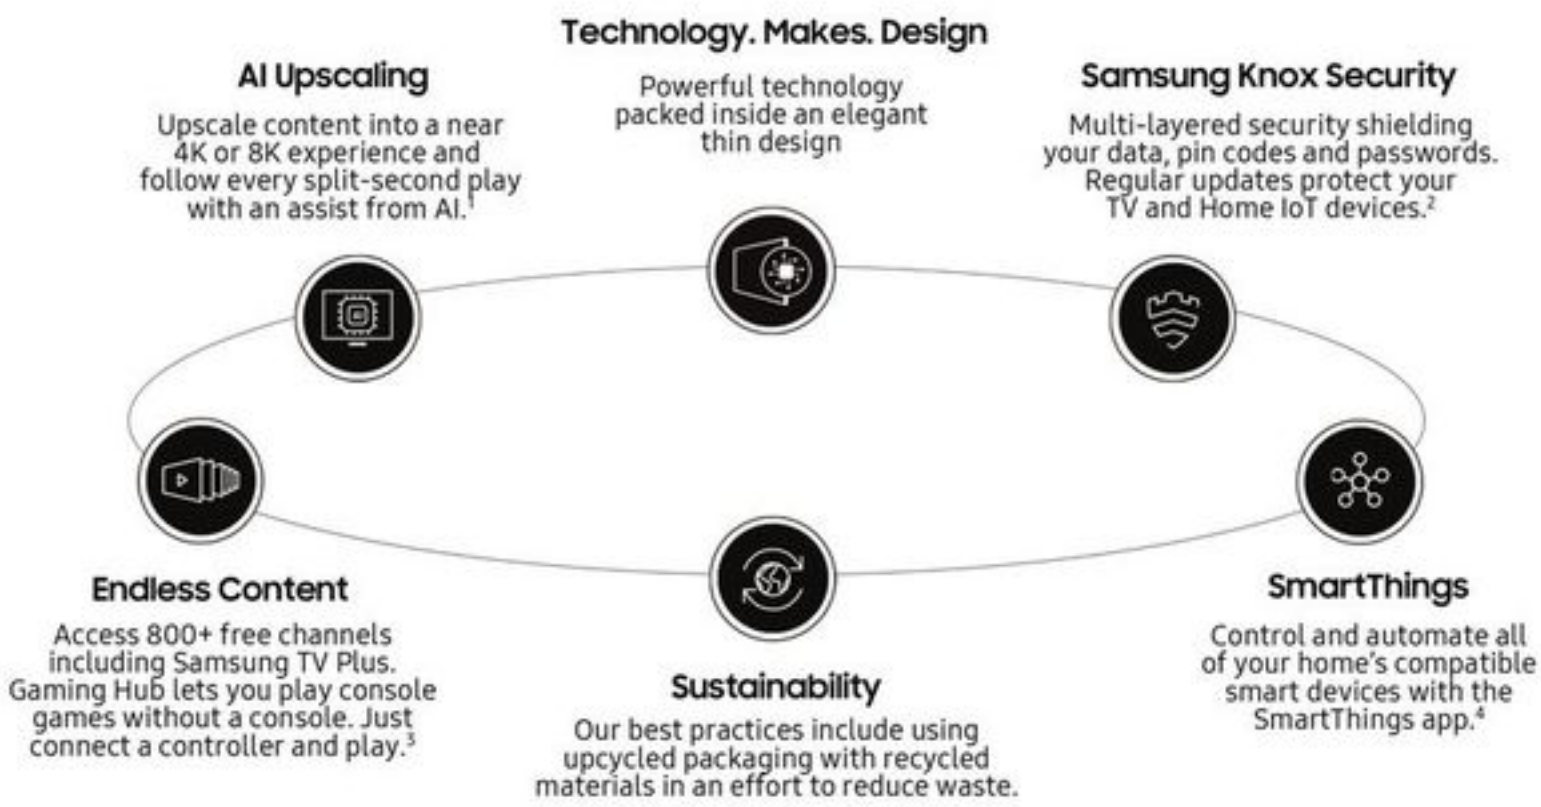 Technology. Makes. Design
Powerful technology
packed inside an elegant
thin design
AI Upscaling
Upscale content into a near
4K or 8K experience and
follow every split-second play
with an assist from AI.¹
Samsung Knox Security
Multi-layered security shielding
your data, pin codes and passwords.
Regular updates protect your
TV and Home IoT devices.²
AI
Endless Content
Access 800+ free channels
including Samsung TV Plus.
Gaming Hub lets you play console
games without a console. Just
connect a controller and play.³
Sustainability
Our best practices include using
upcycled packaging with recycled
materials in an effort to reduce waste.
SmartThings
Control and automate all
of your home's compatible
smart devices with the
SmartThings app.⁴